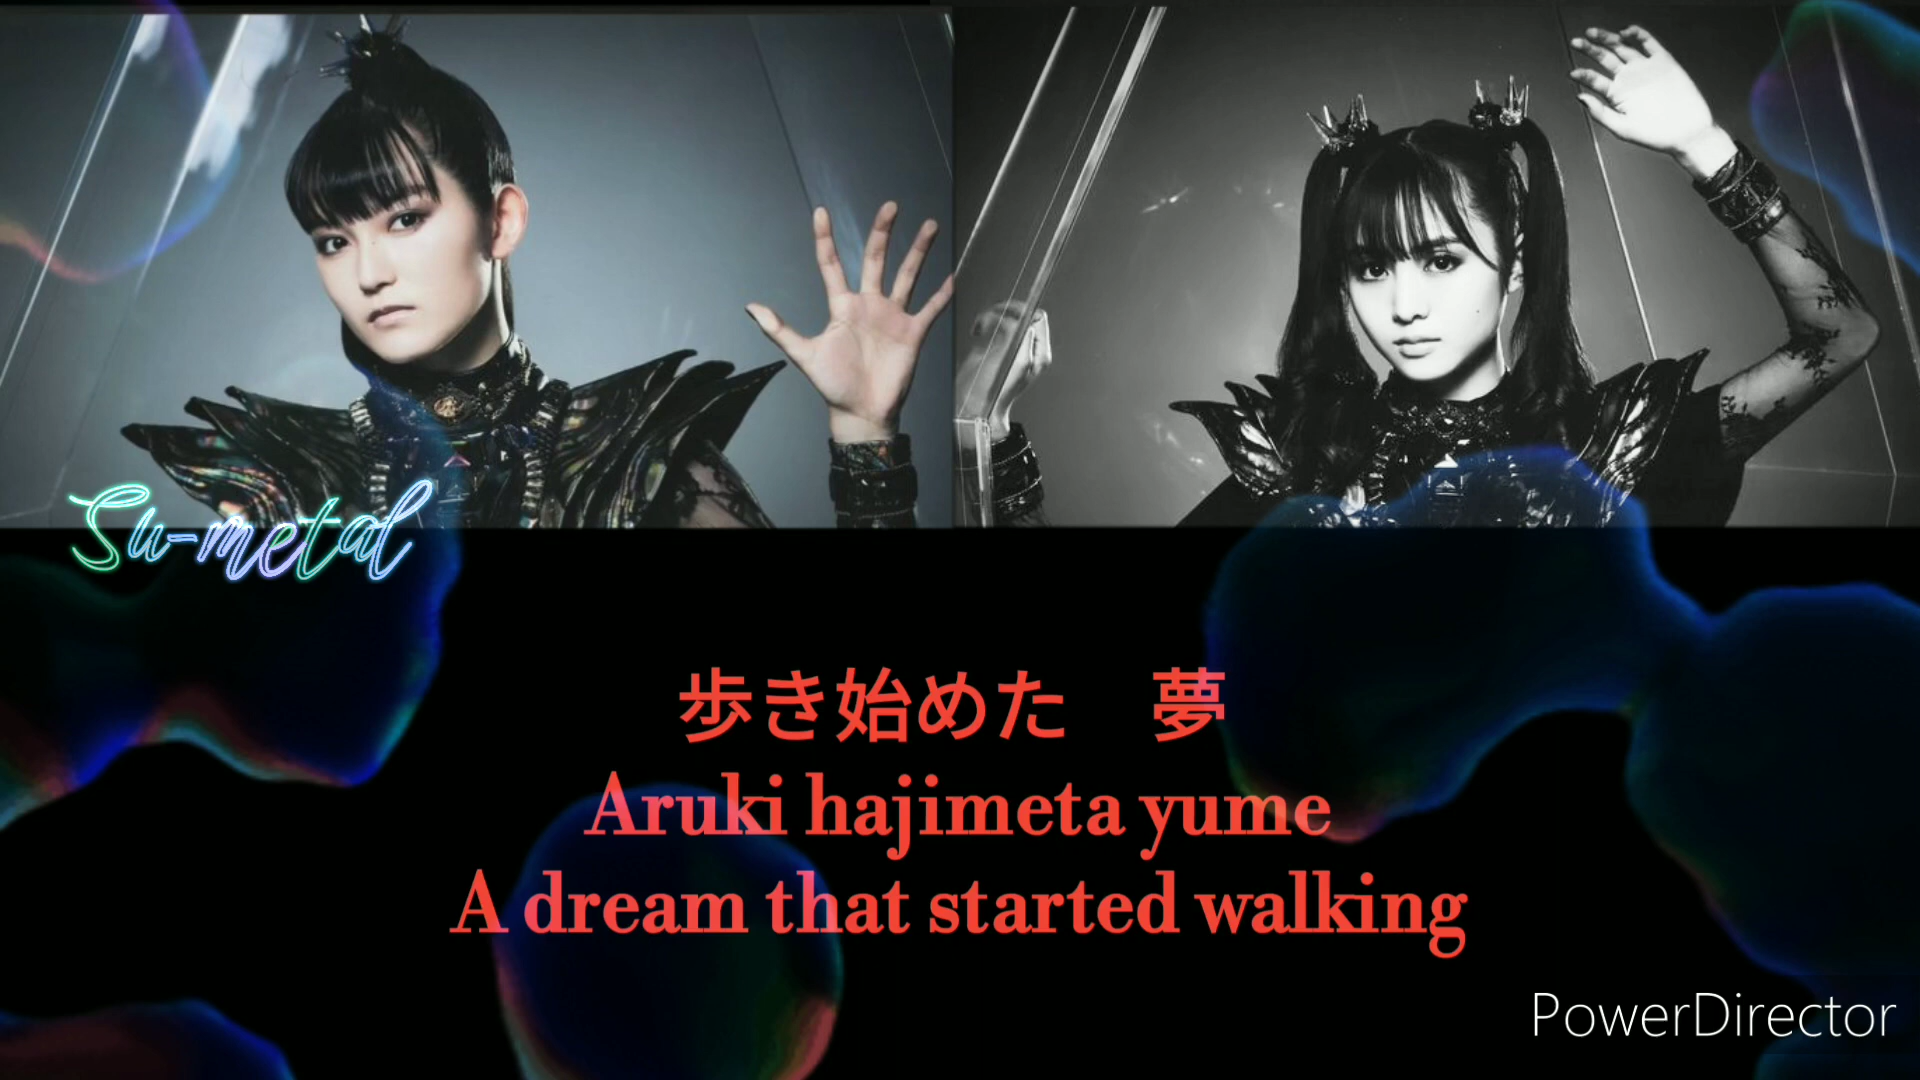 Su-metal
歩き始めた　夢
Aruki hajimeta yume
A dream that started walking
PowerDirector